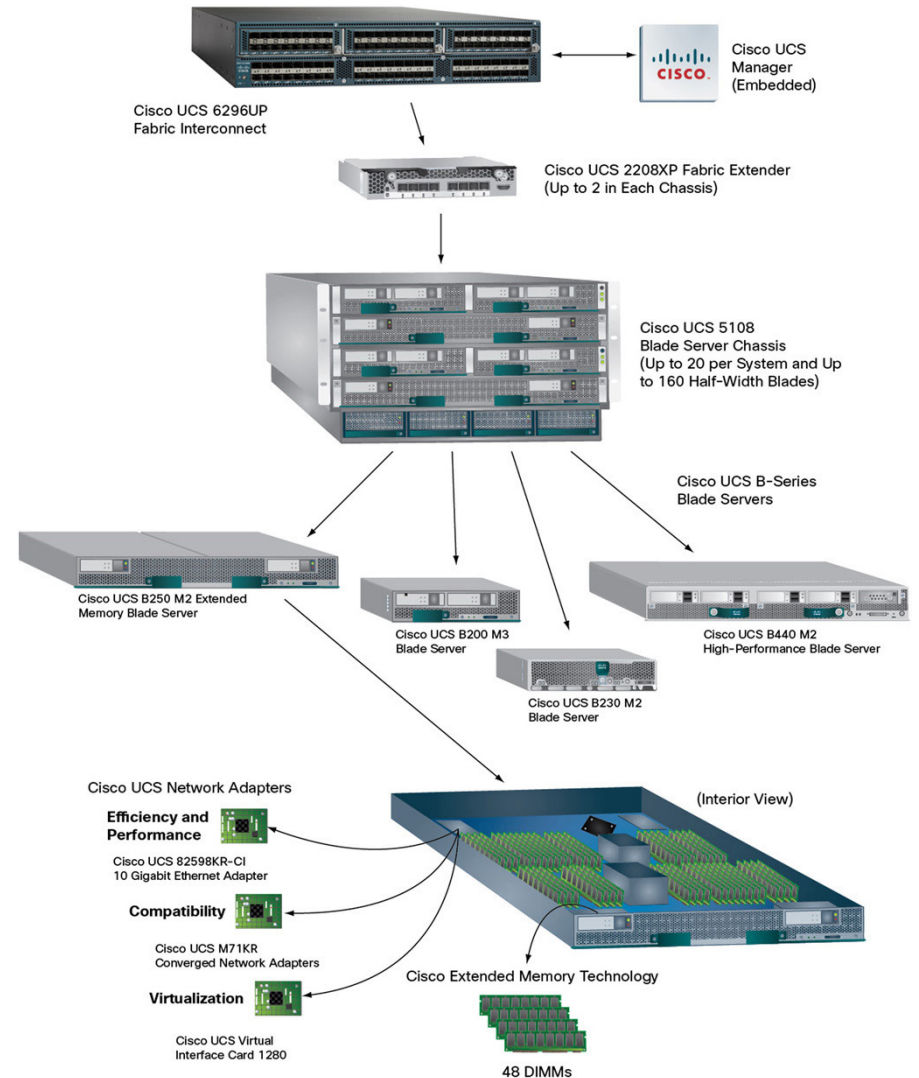 CISCO
Cisco UCS
Manager
(Embedded)
Cisco UCS 6296UP
Fabric Interconnect
Cisco UCS 2208XP Fabric Extender
(Up to 2 in Each Chassis)
Cisco UCS 5108
Blade Server Chassis
(Up to 20 per System and Up
to 160 Half-Width Blades)
Cisco UCS B-Series
Blade Servers
Cisco UCS B250 M2 Extended
Memory Blade Server
Cisco UCS B200 M3
Blade Server
Cisco UCS B440 M2
High-Performance Blade Server
Cisco UCS B230 M2
Blade Server
Cisco UCS Network Adapters
(Interior View)
Efficiency and
Performance
Cisco UCS 82598KR-CI
10 Gigabit Ethernet Adapter
Compatibility
Cisco UCS M71KR
Converged Network Adapters
Virtualization
Cisco UCS Virtual
Interface Card 1280
Cisco Extended Memory Technology
48 DIMMs